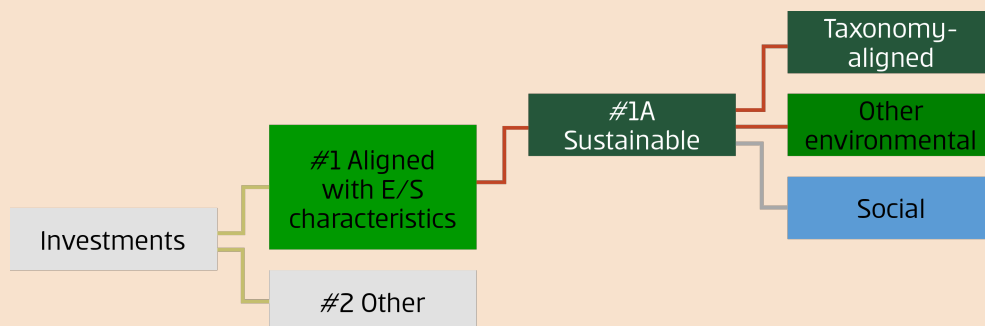 Investments
#1 Aligned
with E/S
characteristics
#2 Other
#1A
Sustainable
Taxonomy-
aligned
Other
environmental
Social